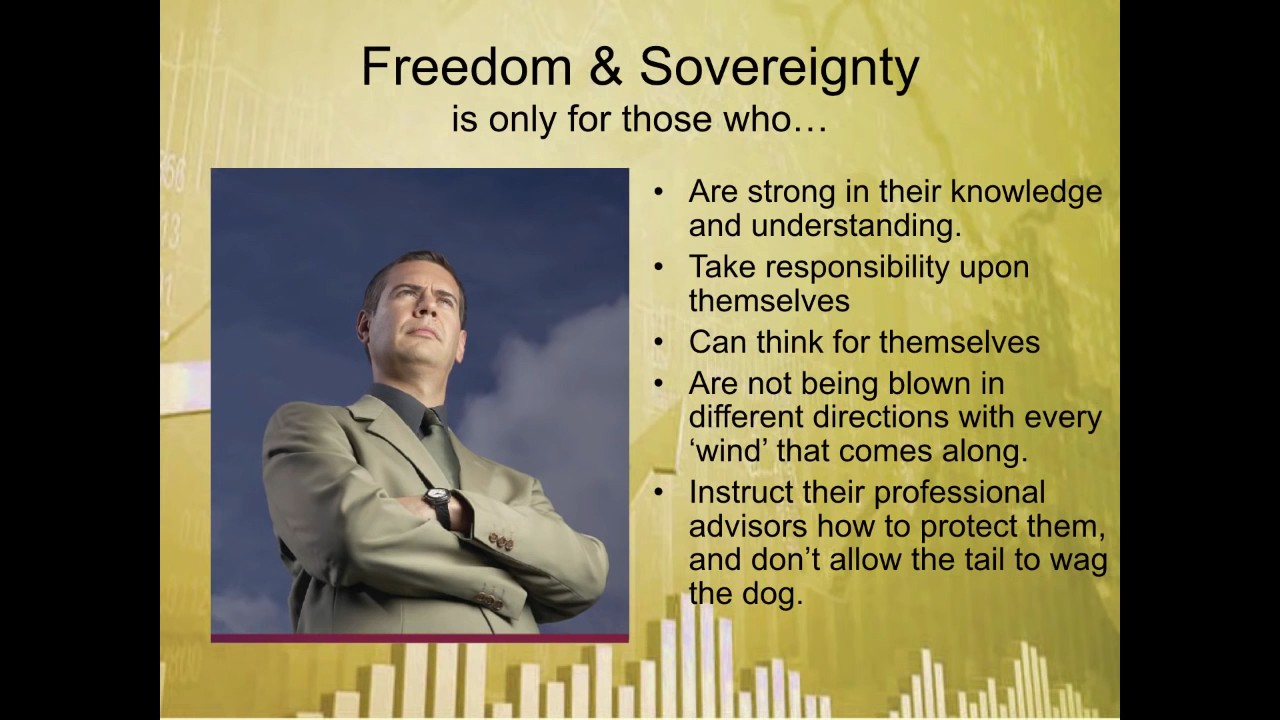 Freedom & Sovereignty
is only for those who…
• Are strong in their knowledge
and understanding.
• Take responsibility upon
themselves
• Can think for themselves
• Are not being blown in
different directions with every
‘wind’ that comes along.
• Instruct their professional
advisors how to protect them,
and don’t allow the tail to wag
the dog.